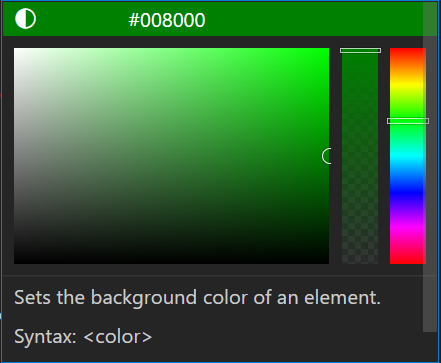 #008000
Sets the background color of an element.
Syntax: <color>